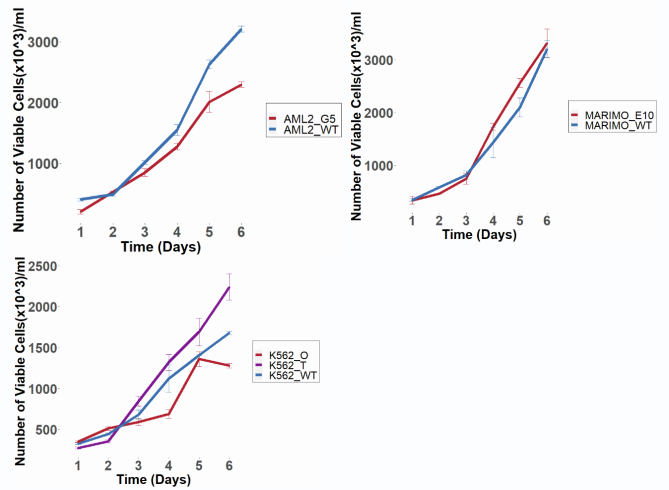 Number of Viable Cells(x10^3)/ml
3000
2000
1000
1 2 3 4 5 6
Time (Days)
AML2_G5
AML2_WT
Number of Viable Cells(x10^3)/ml
3000
2000
1000
1 2 3 4 5 6
Time (Days)
MARIMO_E10
MARIMO_WT
Number of Viable Cells(x10^3)/ml
2500
2000
1500
1000
500
1 2 3 4 5 6
Time (Days)
K562_O
K562_T
K562_WT